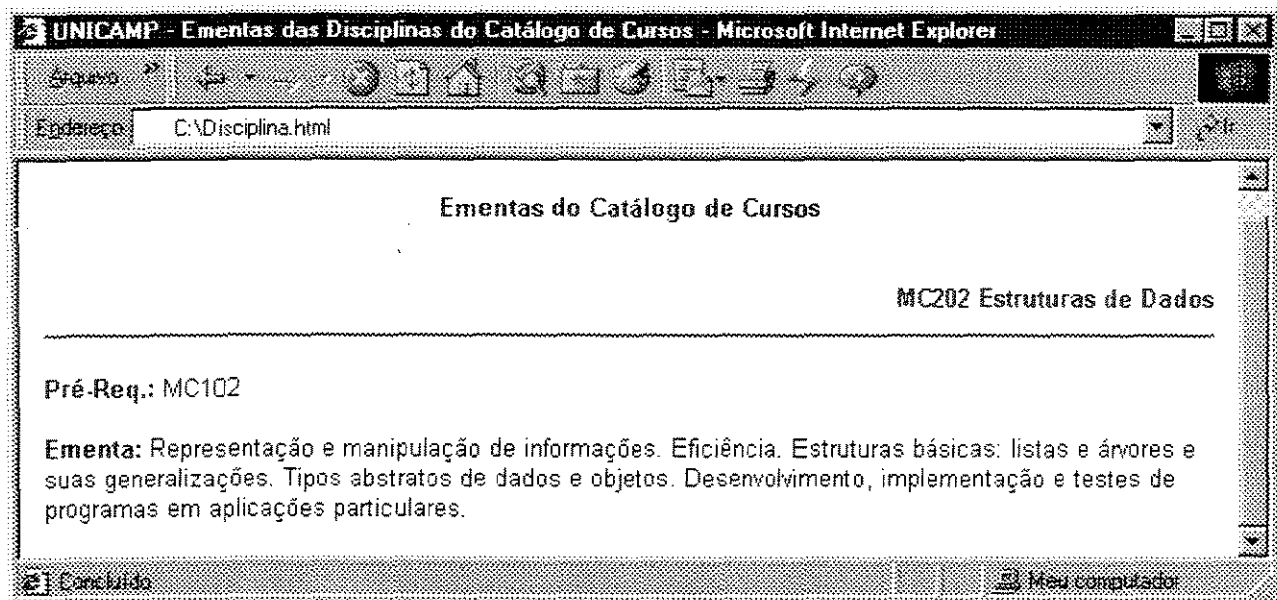 UNICAMP - Ementas das Disciplinas do Catálogo de Cursos - Microsoft Internet Explorer
Arquivo »
Endereço C:\Disciplina.html Ir
Ementas do Catálogo de Cursos
MC202 Estruturas de Dados
Pré-Req.: MC102
Ementa: Representação e manipulação de informações. Eficiência. Estruturas básicas: listas e árvores e
suas generalizações. Tipos abstratos de dados e objetos. Desenvolvimento, implementação e testes de
programas em aplicações particulares.
Concluído Meu computador